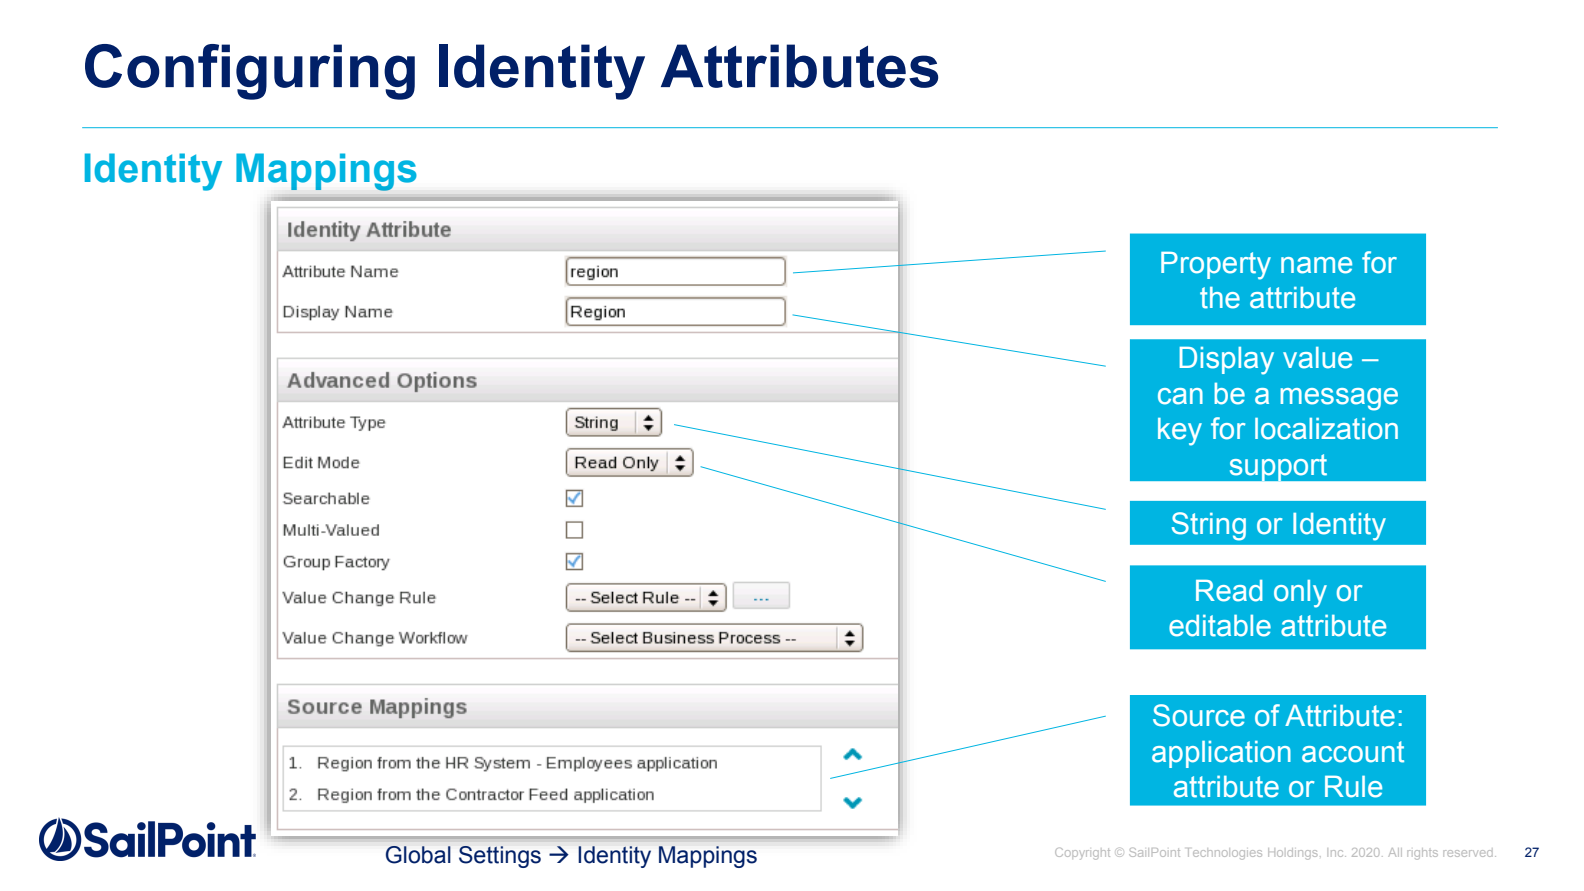 Configuring Identity Attributes
Identity Mappings
Identity Attribute
Attribute Name region
Display Name Region
Advanced Options
Attribute Type String
Edit Mode Read Only
Searchable
Multi-Valued
Group Factory
Value Change Rule -- Select Rule -- ...
Value Change Workflow -- Select Business Process --
Source Mappings
1. Region from the HR System - Employees application
2. Region from the Contractor Feed application
Property name for
the attribute
Display value –
can be a message
key for localization
support
String or Identity
Read only or
editable attribute
Source of Attribute:
application account
attribute or Rule
SailPoint
Global Settings → Identity Mappings
Copyright © SailPoint Technologies Holdings, Inc. 2020. All rights reserved. 27